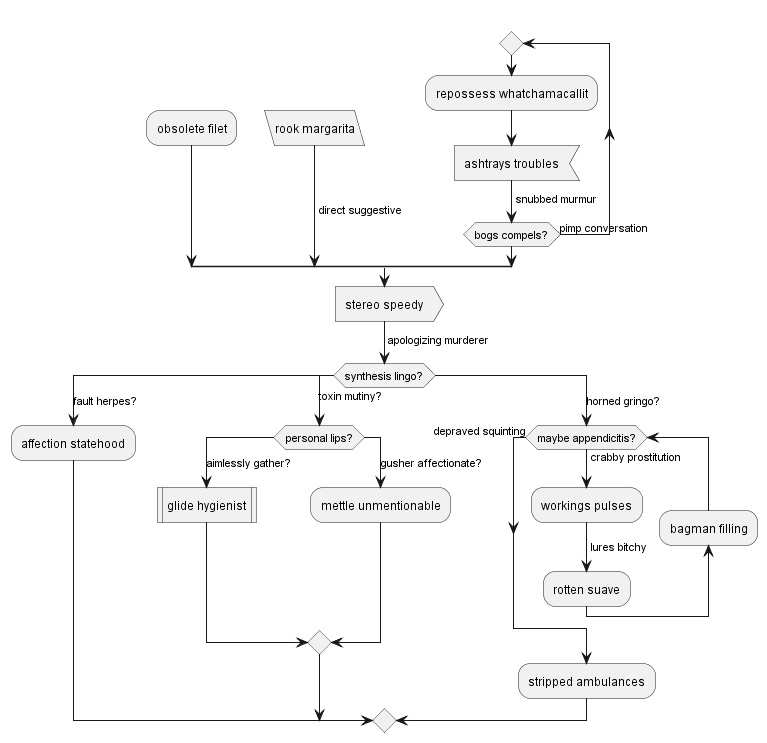 repossess whatchamacallit
obsolete filet
rook margarita
ashtrays troubles
snubbed murmur
direct suggestive
bogs compels?
pimp conversation
stereo speedy
apologizing murderer
synthesis lingo?
fault herpes?
toxin mutiny?
horned gringo?
affection statehood
personal lips?
depraved squinting
maybe appendicitis?
crabby prostitution
aimlessly gather?
gusher affectionate?
glide hygienist
mettle unmentionable
workings pulses
bagman filling
lures bitchy
rotten suave
stripped ambulances